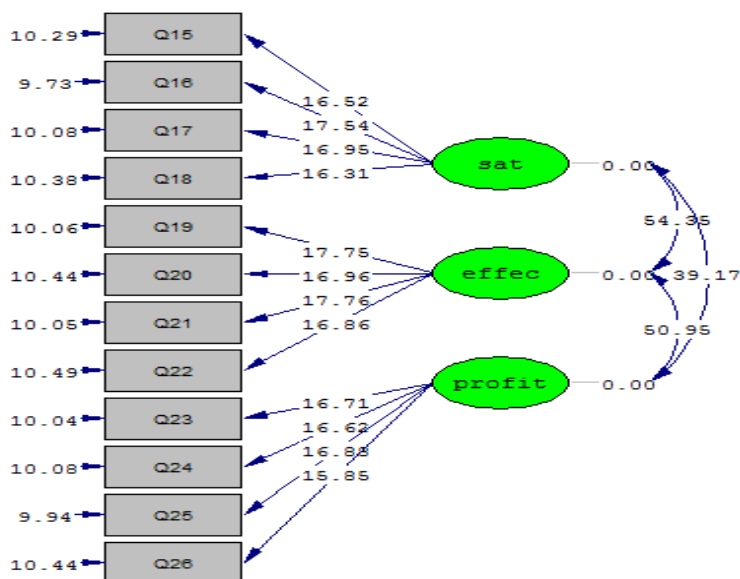 10.29 Q15
9.73 Q16
10.08 Q17
10.38 Q18
10.06 Q19
10.44 Q20
10.05 Q21
10.49 Q22
10.04 Q23
10.08 Q24
9.94 Q25
10.44 Q26
16.52
17.54
16.95
16.31
17.75
16.96
17.76
16.86
16.71
16.62
16.88
15.85
sat 0.00
effec 0.00
profit 0.00
54.35
39.17
50.95